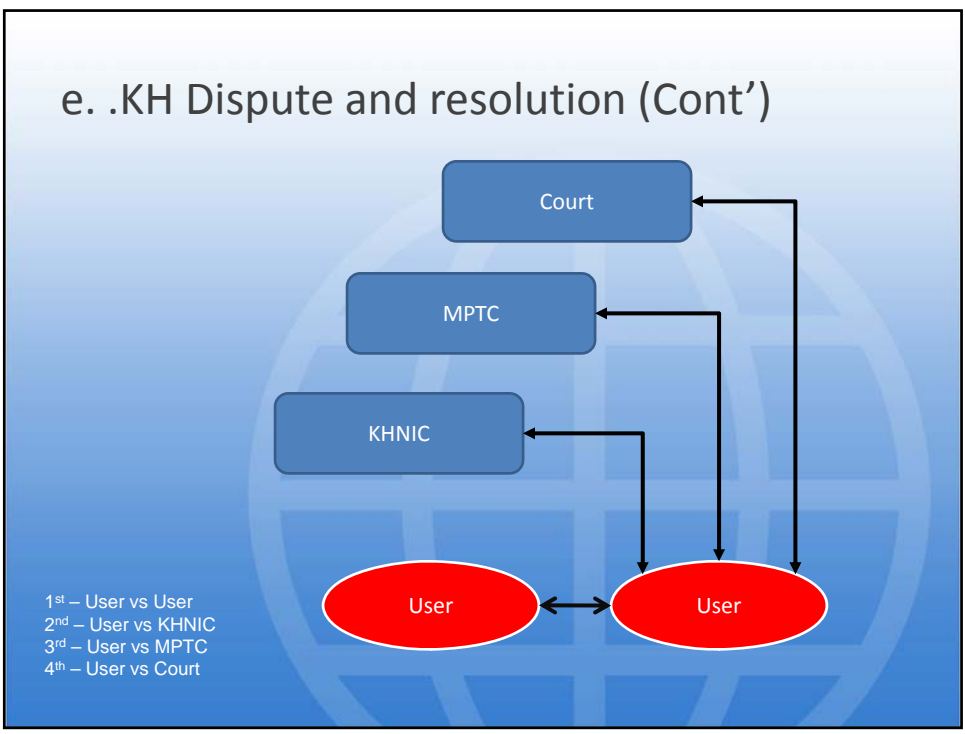 e. .KH Dispute and resolution (Cont’)
Court
MPTC
KHNIC
User
User
1st – User vs User
2nd – User vs KHNIC
3rd – User vs MPTC
4th – User vs Court